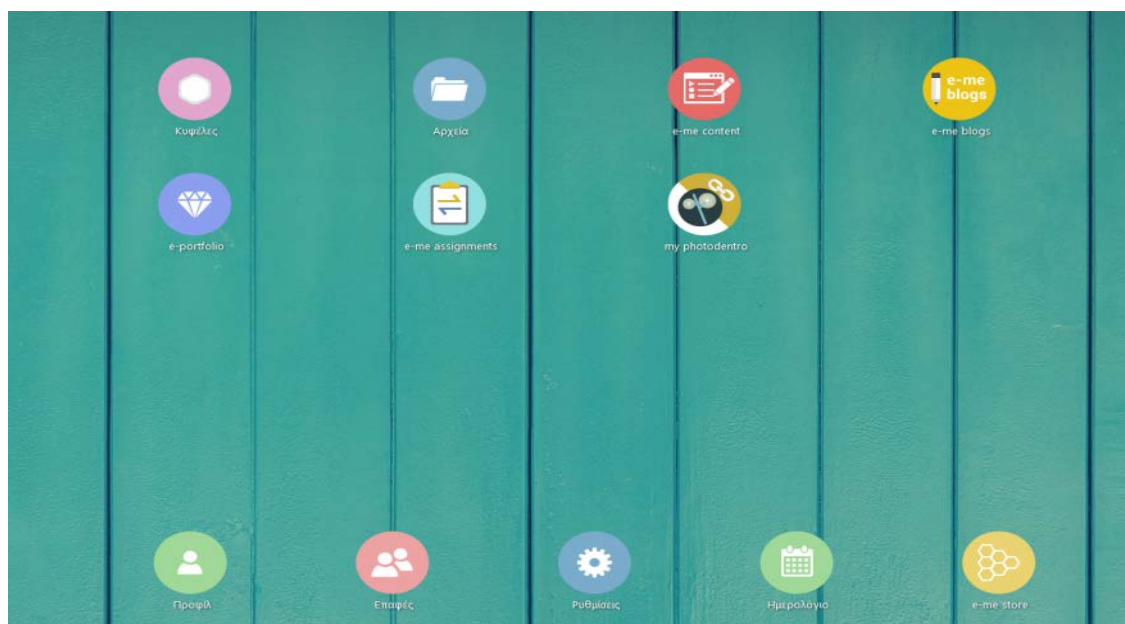 Κυψέλες
Αρχεία
e-me content
e-me
blogs
e-me blogs
e-portfolio
e-me assignments
my photodentro
Προφίλ
Επαφές
Ρυθμίσεις
Ημερολόγιο
e-me store